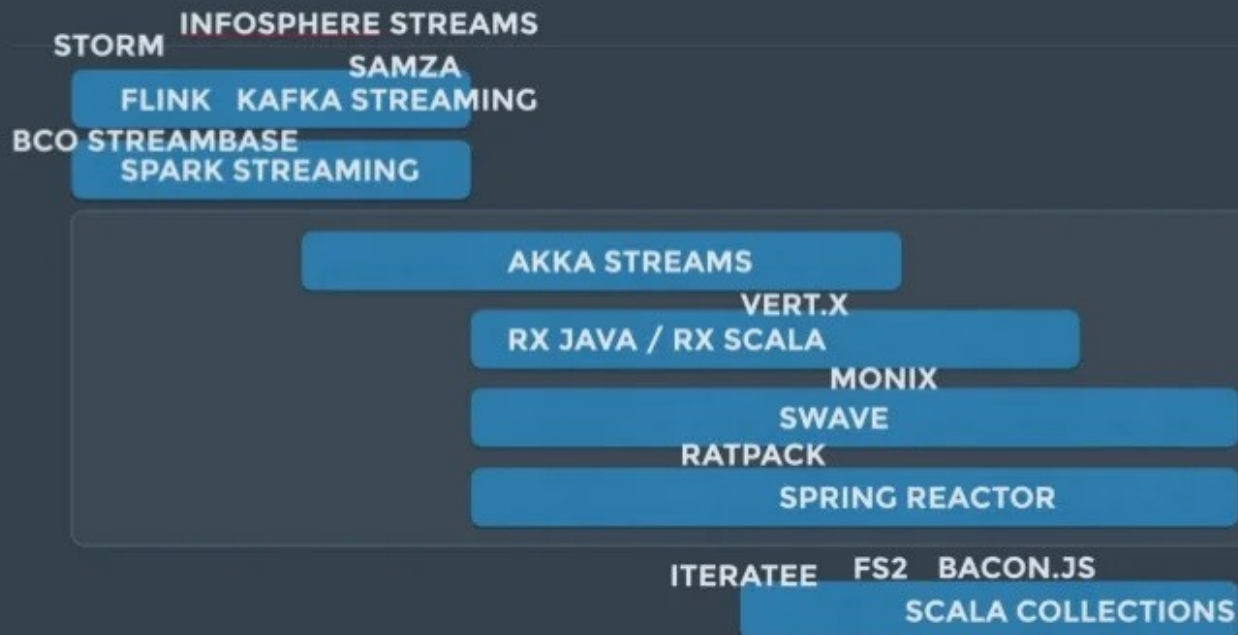 INFOSPHERE STREAMS
STORM
SAMZA
FLINK KAFKA STREAMING
BCO STREAMBASE
SPARK STREAMING
AKKA STREAMS
VERT.X
RX JAVA / RX SCALA
MONIX
SWAVE
RATPACK
SPRING REACTOR
ITERATEE FS2 BACON.JS
SCALA COLLECTIONS